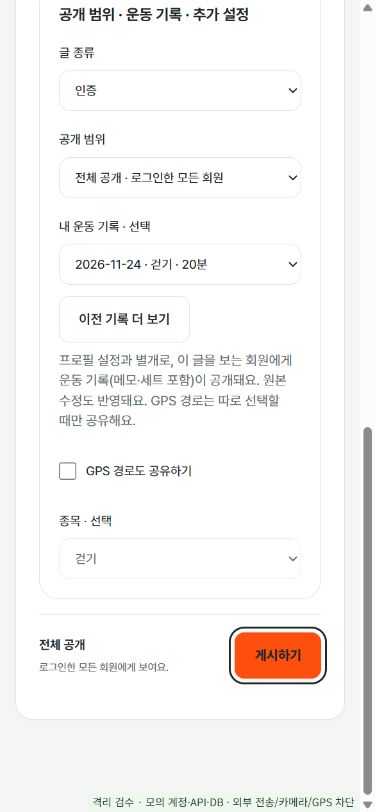 공개 범위 · 운동 기록 · 추가 설정
글 종류
인증
공개 범위
전체 공개 · 로그인한 모든 회원
내 운동 기록 · 선택
2026-11-24 · 걷기 · 20분
이전 기록 더 보기
프로필 설정과 별개로, 이 글을 보는 회원에게
운동 기록(메모·세트 포함)이 공개돼요. 원본
수정도 반영돼요. GPS 경로는 따로 선택할
때만 공유해요.
GPS 경로도 공유하기
종목 · 선택
걷기
전체 공개
로그인한 모든 회원에게 보여요.
게시하기
격리 검수 · 모의 계정·API·DB · 외부 전송/카메라/GPS 차단